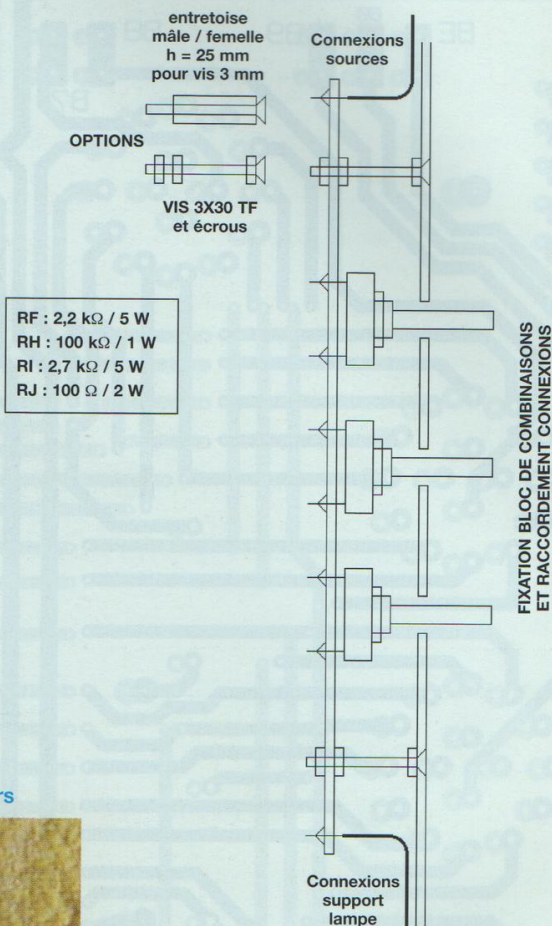 entretoise
mâle / femelle
h = 25 mm
pour vis 3 mm
Connexions
sources
OPTIONS
VIS 3X30 TF
et écrous
RF : 2,2 kΩ / 5 W
RH : 100 kΩ / 1 W
RI : 2,7 kΩ / 5 W
RJ : 100 Ω / 2 W
FIXATION BLOC DE COMBINAISONS
ET RACCORDEMENT CONNEXIONS
rs
Connexions
support
lampe